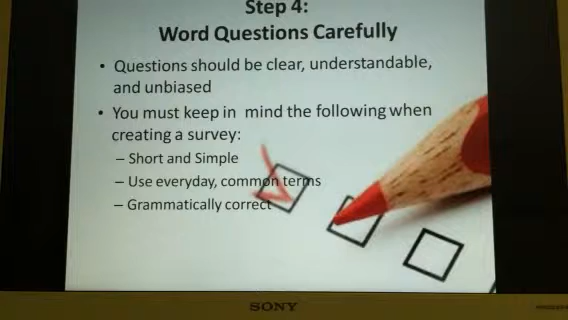 Step 4:
Word Questions Carefully
• Questions should be clear, understandable,
and unbiased
• You must keep in mind the following when
creating a survey:
– Short and Simple
– Use everyday, common terms
– Grammatically correct
SONY